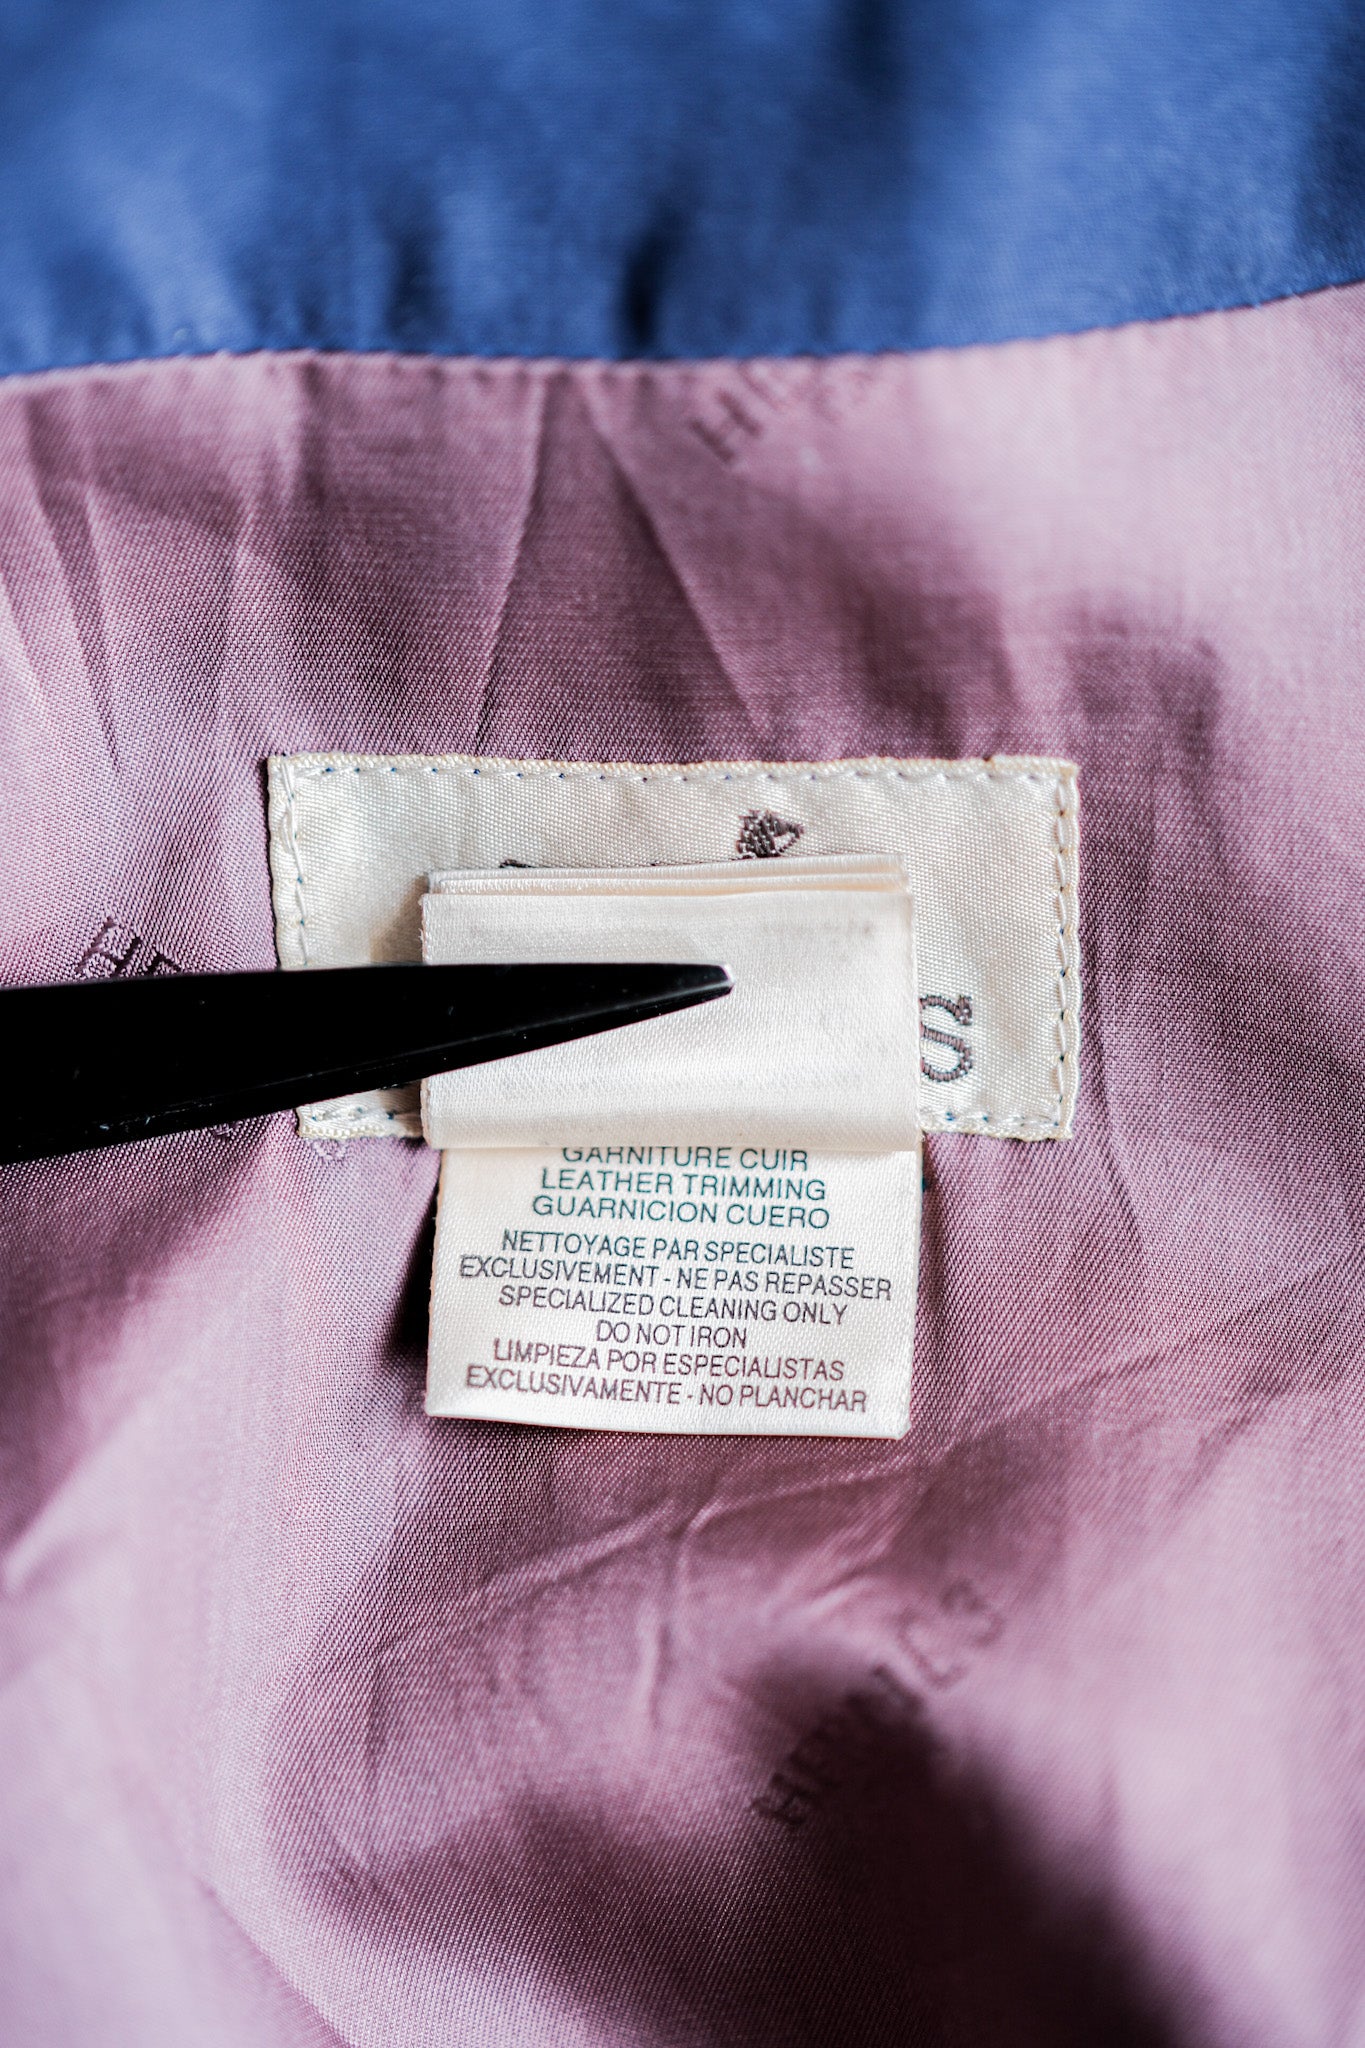 S
GARNITURE CUIR
LEATHER TRIMMING
GUARNICION CUERO
NETTOYAGE PAR SPECIALISTE
EXCLUSIVEMENT - NE PAS REPASSER
SPECIALIZED CLEANING ONLY
DO NOT IRON
LIMPIEZA POR ESPECIALISTAS
EXCLUSIVAMENTE - NO PLANCHAR
HERMES